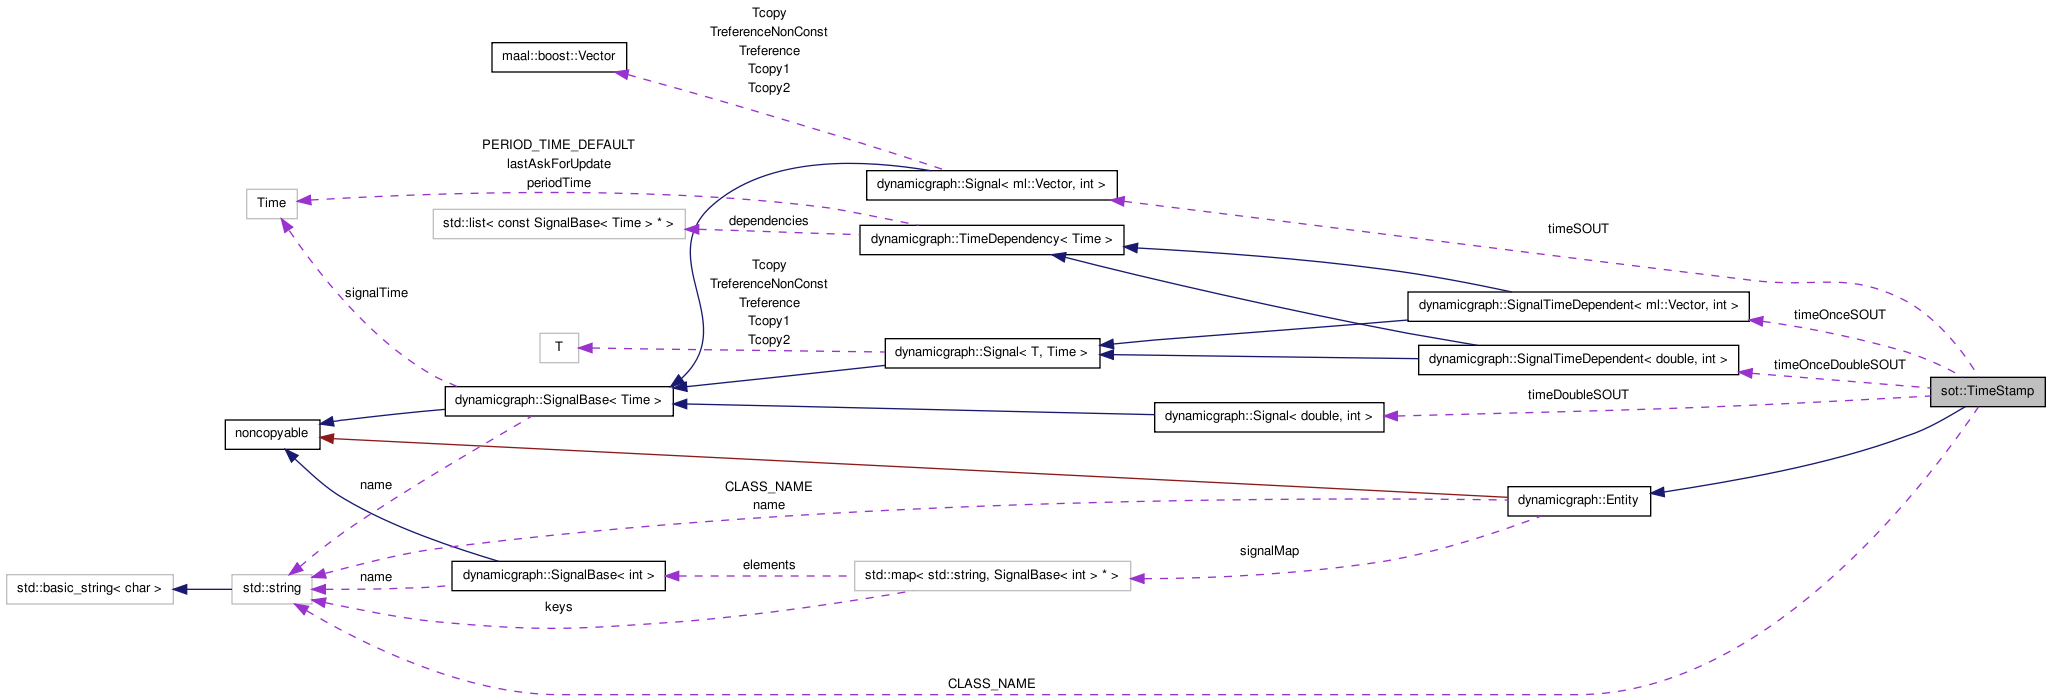 Tcopy
TreferenceNonConst
Treference
Tcopy1
Tcopy2
maal::boost::Vector
PERIOD_TIME_DEFAULT
lastAskForUpdate
periodTime
dynamicgraph::Signal< ml::Vector, int >
Time
std::list< const SignalBase< Time > * >
dependencies
dynamicgraph::TimeDependency< Time >
timeSOUT
Tcopy
TreferenceNonConst
Treference
Tcopy1
Tcopy2
signalTime
dynamicgraph::SignalTimeDependent< ml::Vector, int >
timeOnceSOUT
T
dynamicgraph::Signal< T, Time >
dynamicgraph::SignalTimeDependent< double, int >
timeOnceDoubleSOUT
sot::TimeStamp
dynamicgraph::SignalBase< Time >
timeDoubleSOUT
dynamicgraph::Signal< double, int >
noncopyable
name
CLASS_NAME
name
dynamicgraph::Entity
signalMap
std::basic_string< char >
std::string
name
dynamicgraph::SignalBase< int >
elements
std::map< std::string, SignalBase< int > * >
keys
CLASS_NAME